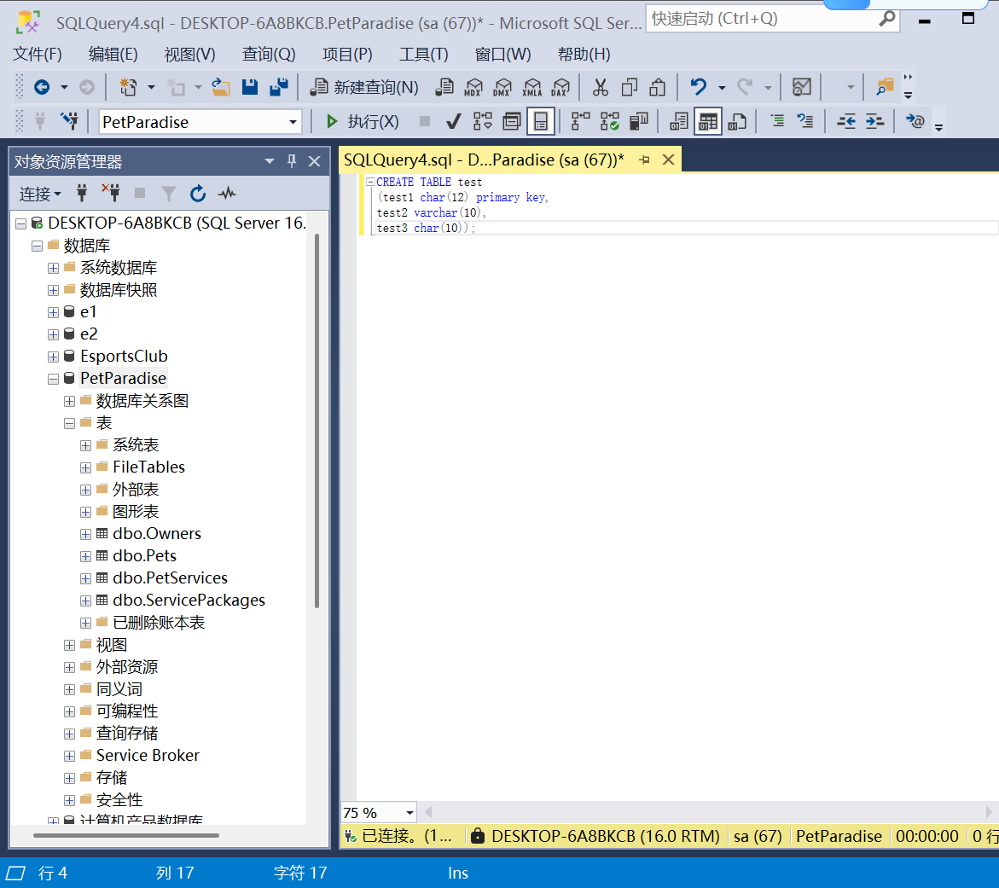 SQLQuery4.sql - DESKTOP-6A8BKCB.PetParadise (sa (67))* - Microsoft SQL Ser...
快速启动 (Ctrl+Q)
文件(F) 编辑(E) 视图(V) 查询(Q) 项目(P) 工具(T) 窗口(W) 帮助(H)
新建查询(N) MDX DMX XMLA DAX
PetParadise 执行(X)
对象资源管理器
连接
DESKTOP-6A8BKCB (SQL Server 16.
数据库
系统数据库
数据库快照
e1
e2
EsportsClub
PetParadise
数据库关系图
表
系统表
FileTables
外部表
图形表
dbo.Owners
dbo.Pets
dbo.PetServices
dbo.ServicePackages
已删除账本表
视图
外部资源
同义词
可编程性
查询存储
Service Broker
存储
安全性
计算机产品数据库
SQLQuery4.sql - D...Paradise (sa (67))*
CREATE TABLE test
(test1 char(12) primary key,
test2 varchar(10),
test3 char(10));
75 %
已连接。(1... DESKTOP-6A8BKCB (16.0 RTM) sa (67) PetParadise 00:00:00 0 行
行 4 列 17 字符 17 Ins